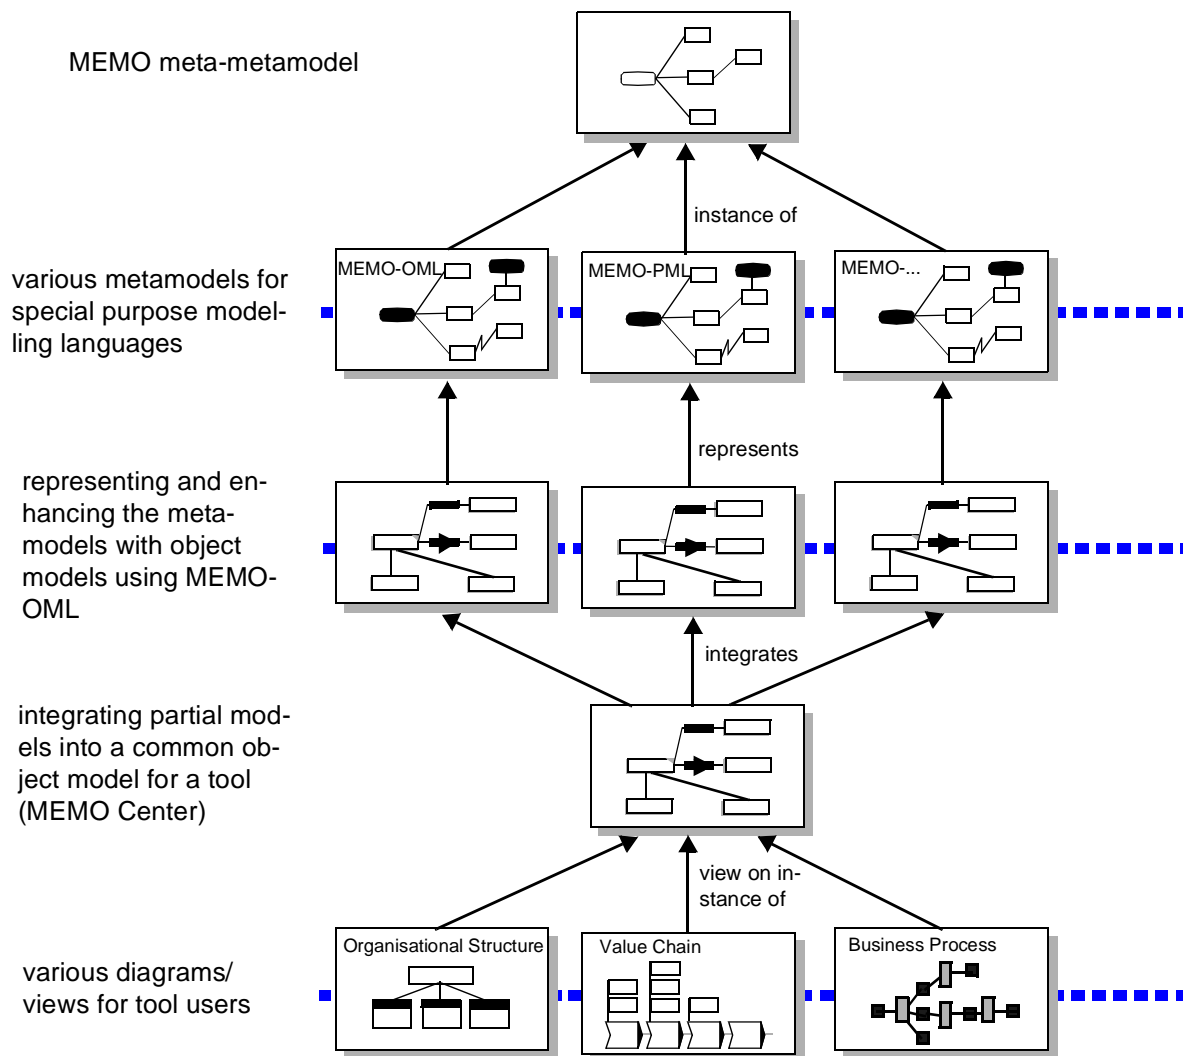 MEMO meta-metamodel
instance of
various metamodels for
special purpose model-
ling languages
MEMO-OML
MEMO-PML
MEMO-...
represents
representing and en-
hancing the meta-
models with object
models using MEMO-
OML
integrates
integrating partial mod-
els into a common ob-
ject model for a tool
(MEMO Center)
view on in-
stance of
various diagrams/
views for tool users
Organisational Structure
Value Chain
Business Process